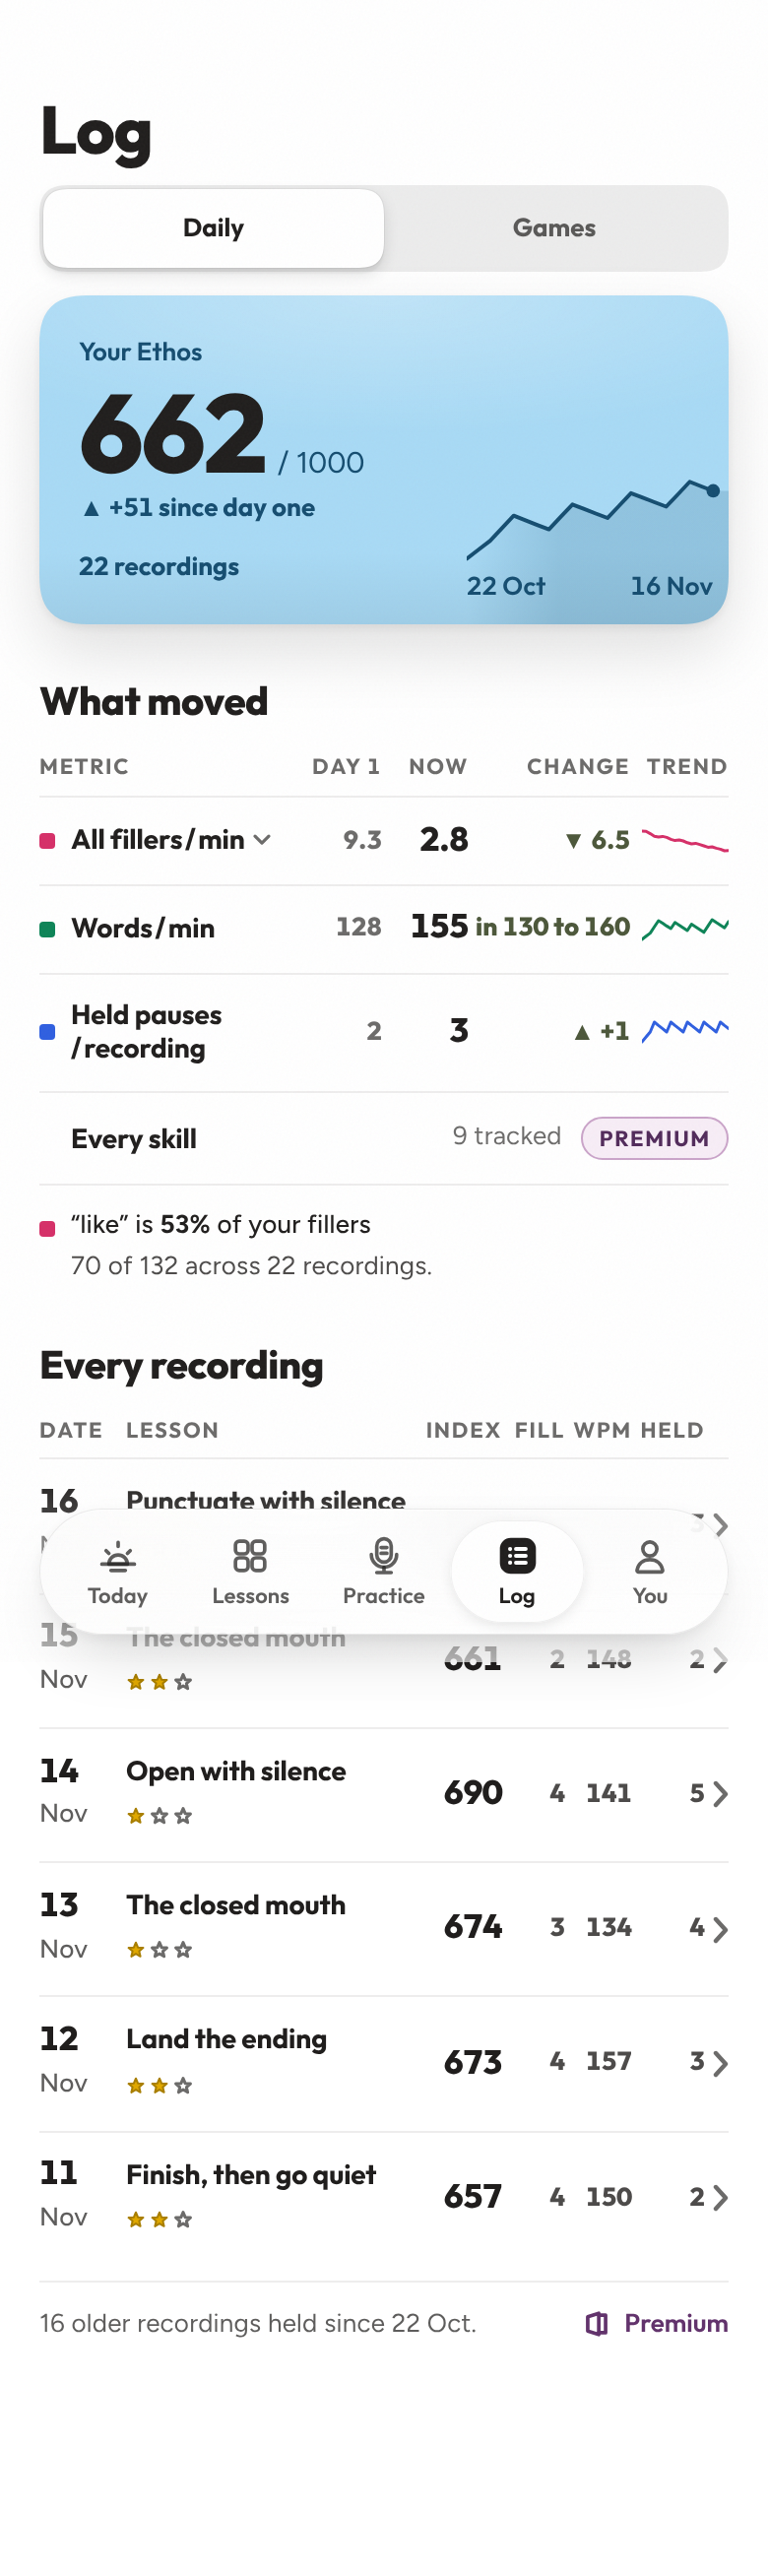 Log
Daily Games
Your Ethos
662 / 1000
▲ +51 since day one
22 recordings
22 Oct 16 Nov
What moved
METRIC DAY 1 NOW CHANGE TREND
All fillers/min 9.3 2.8 ▼ 6.5
Words/min 128 155 in 130 to 160
Held pauses
/recording 2 3 ▲ +1
Every skill 9 tracked PREMIUM
“like” is 53% of your fillers
70 of 132 across 22 recordings.
Every recording
DATE LESSON INDEX FILL WPM HELD
16 Punctuate with silence
Today Lessons Practice Log You
15 The closed mouth
Nov 661 2 148 2
14 Open with silence
Nov 690 4 141 5
13 The closed mouth
Nov 674 3 134 4
12 Land the ending
Nov 673 4 157 3
11 Finish, then go quiet
Nov 657 4 150 2
16 older recordings held since 22 Oct. Premium